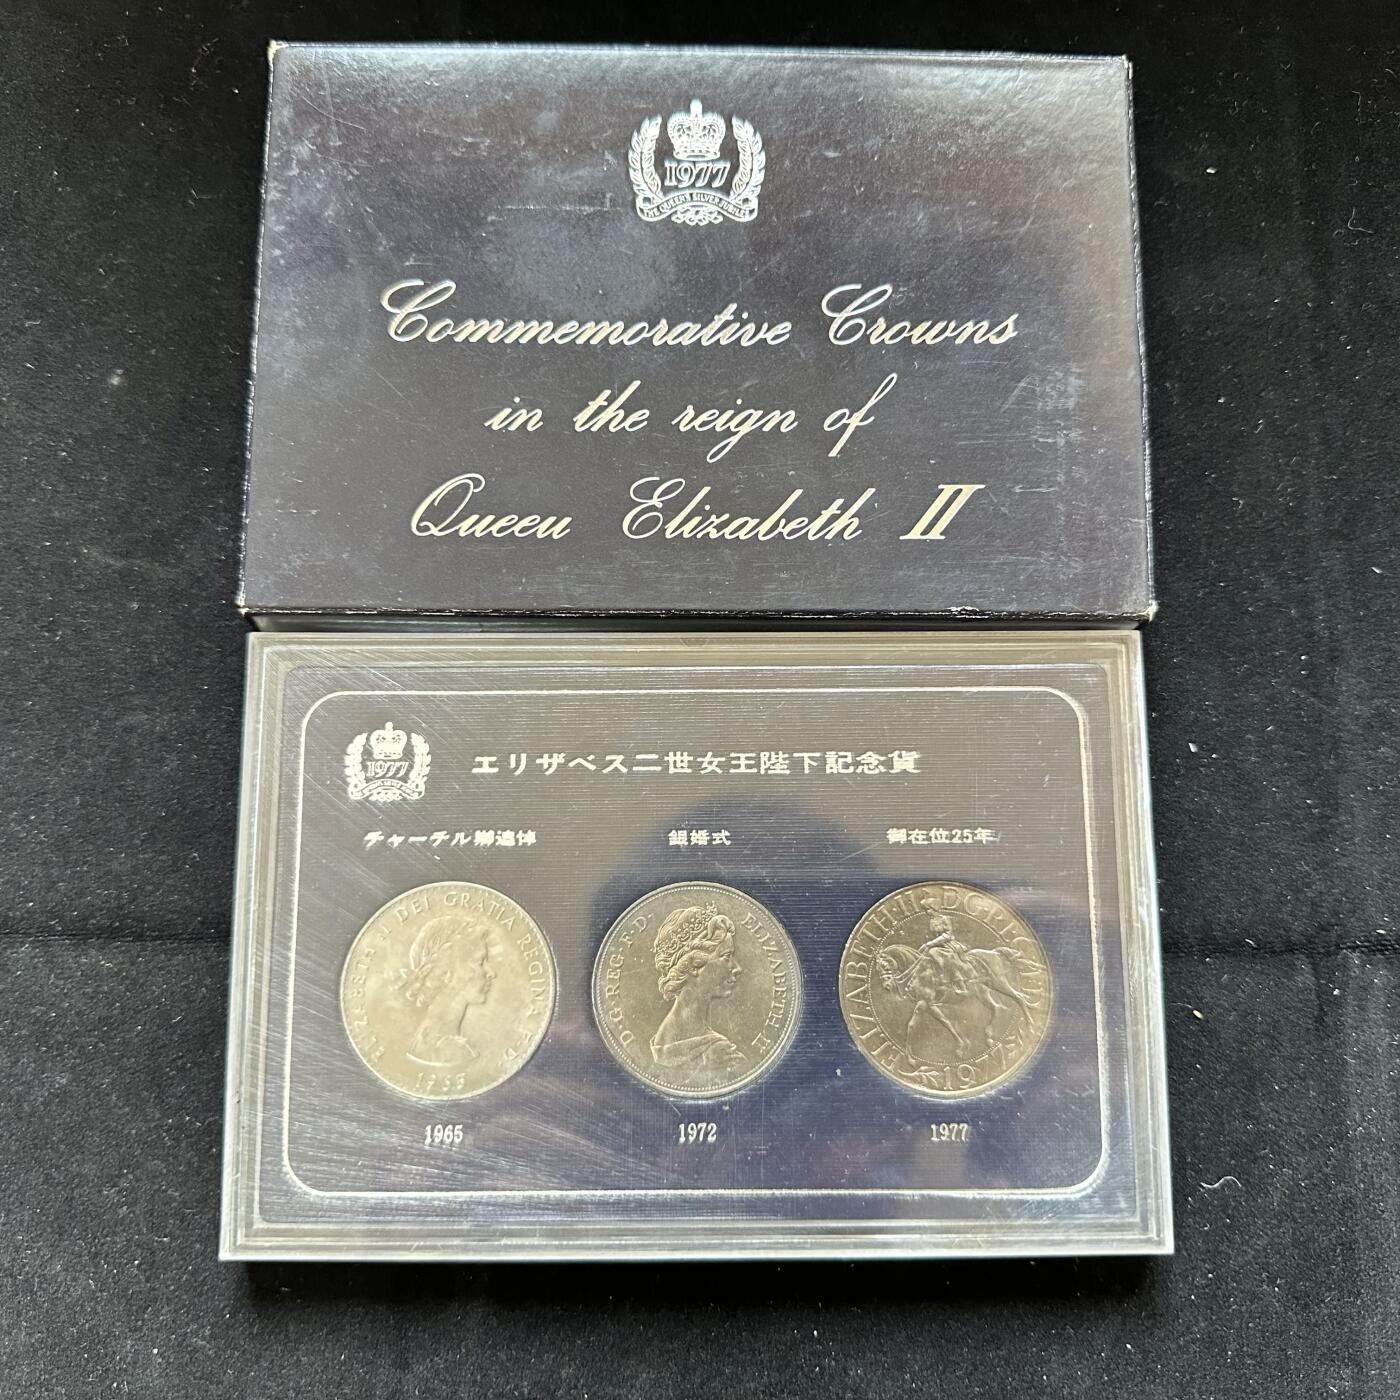 1977
THE QUEEN'S SILVER JUBILEE
Commemorative Crowns
in the reign of
Queen Elizabeth II
1977
エリザベス二世女王陛下記念貨
チャーチル卿追悼
銀婚式
御在位25年
ELIZABETH II DEI GRATIA REGINA F.D.
1965
D·G·REG·F·D· ELIZABETH II
ELIZABETH·II DG·REG FD
1977
1965
1972
1977